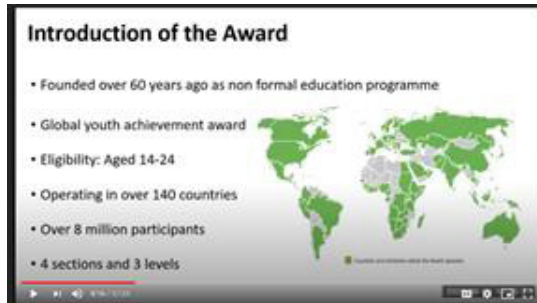 Introduction of the Award
• Founded over 60 years ago as non formal education programme
• Global youth achievement award
• Eligibility: Aged 14-24
• Operating in over 140 countries
• Over 8 million participants
• 4 sections and 3 levels